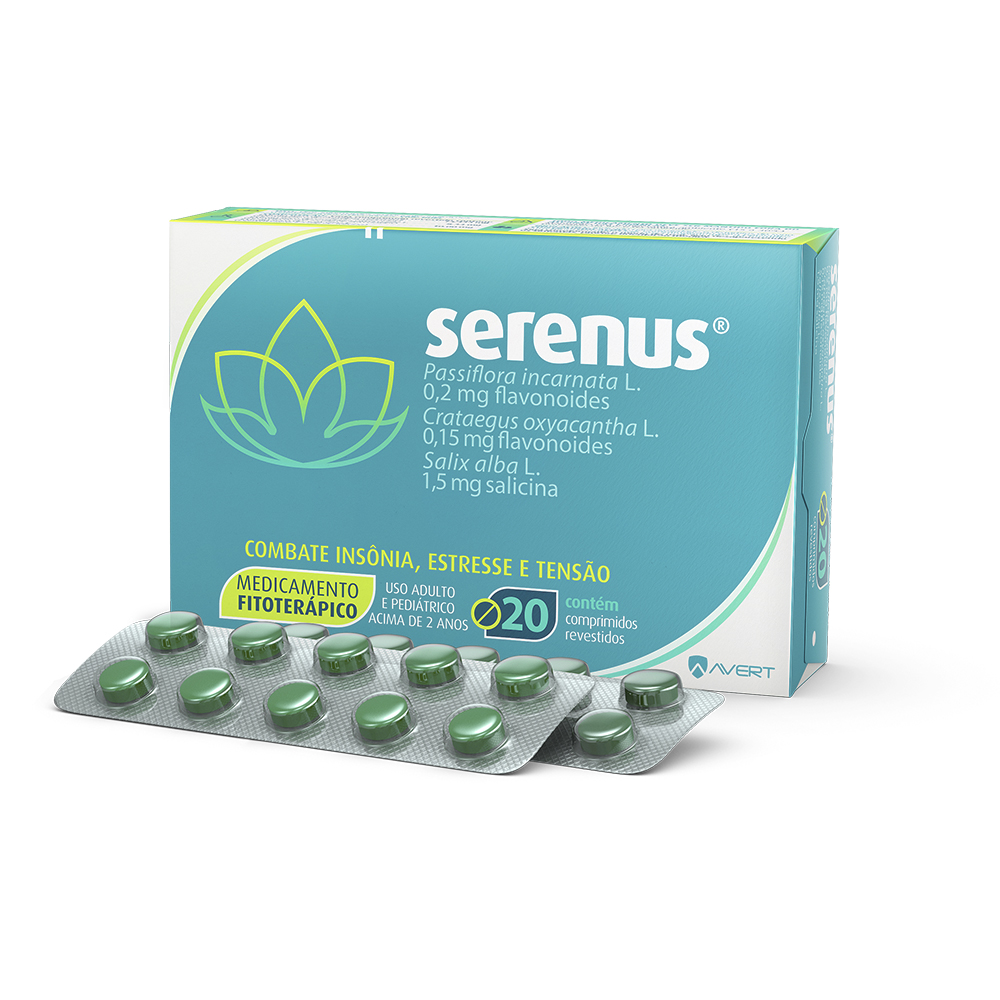 serenus®
Passiflora incarnata L.
0,2 mg flavonoides
Crataegus oxyacantha L.
0,15 mg flavonoides
Salix alba L.
1,5 mg salicina
COMBATE INSÔNIA, ESTRESSE E TENSÃO
MEDICAMENTO
FITOTERÁPICO
USO ADULTO
E PEDIÁTRICO
ACIMA DE 2 ANOS
20
contém
comprimidos
revestidos
AVERT
serenus®
20